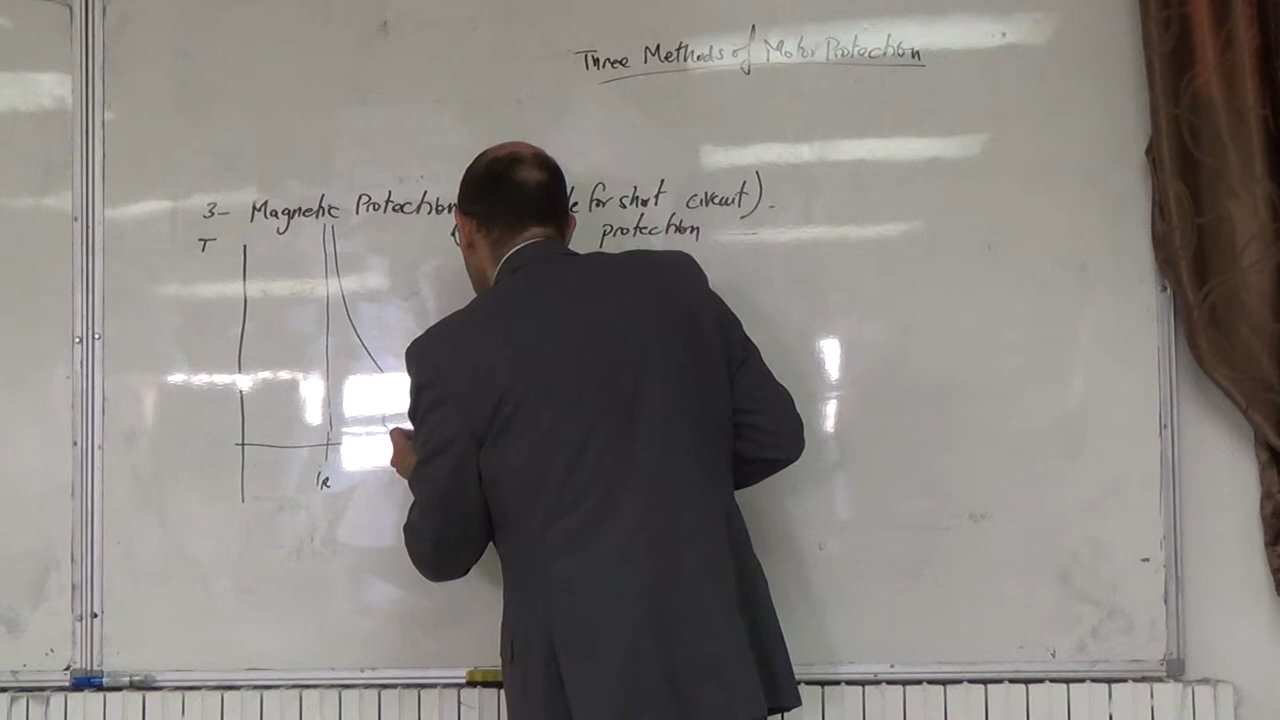 Three Methods of Motor Protection
3- Magnetic Protection for short circuit).
protection
T
IR